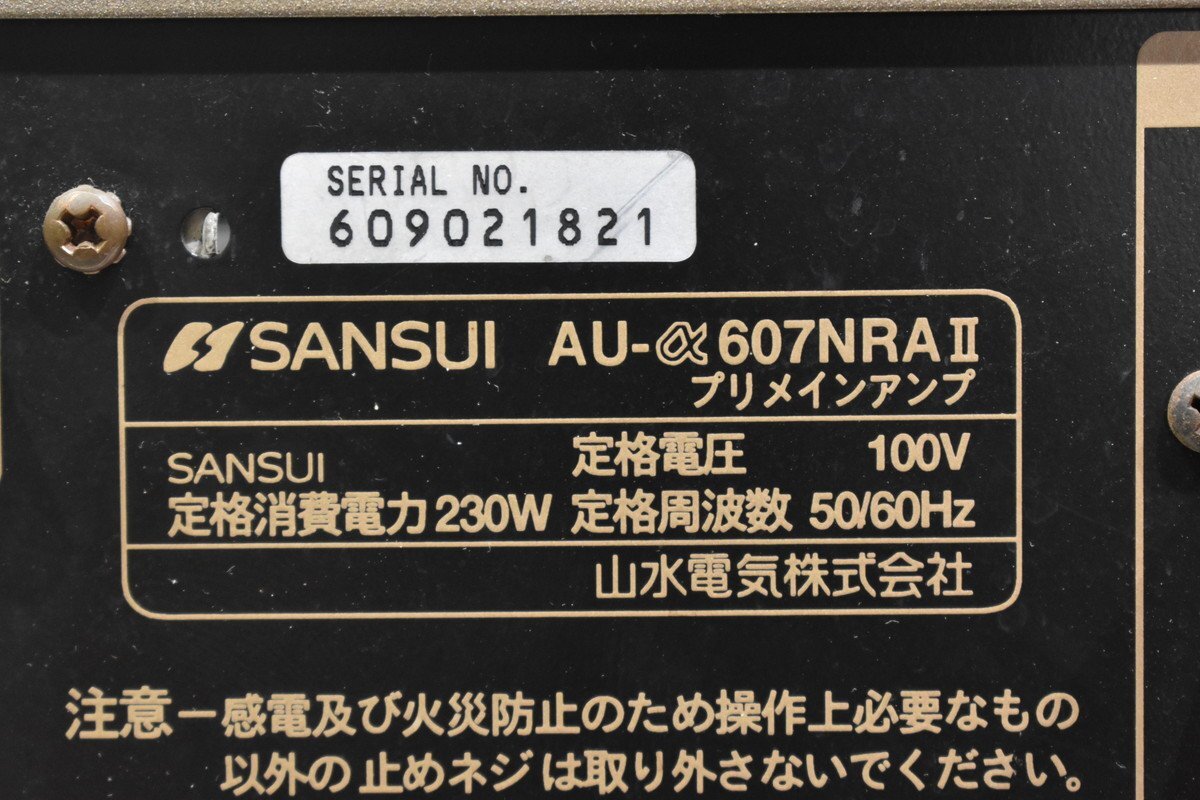 SERIAL NO.
609021821
SANSUI AU-α607NRAⅡ
プリメインアンプ
SANSUI 定格電圧 100V
定格消費電力 230W 定格周波数 50/60Hz
山水電気株式会社
注意ー感電及び火災防止のため操作上必要なもの
以外の止めネジは取り外さないでください。